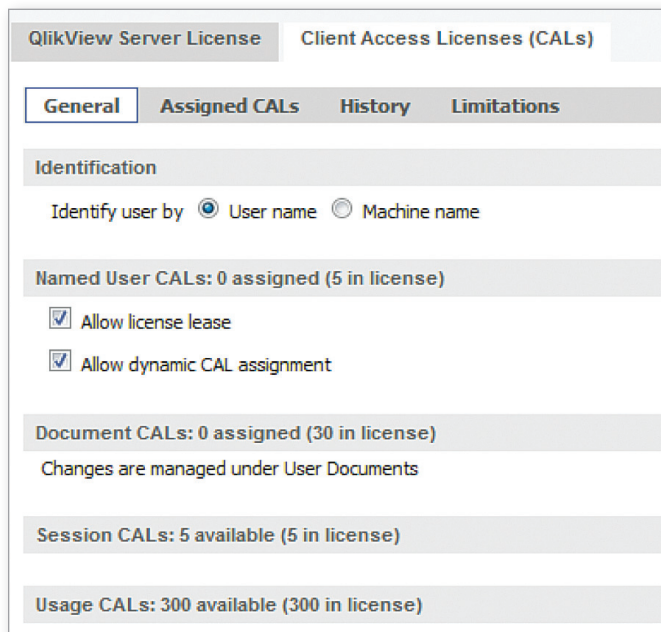 QlikView Server License Client Access Licenses (CALs)
General Assigned CALs History Limitations
Identification
Identify user by User name Machine name
Named User CALs: 0 assigned (5 in license)
Allow license lease
Allow dynamic CAL assignment
Document CALs: 0 assigned (30 in license)
Changes are managed under User Documents
Session CALs: 5 available (5 in license)
Usage CALs: 300 available (300 in license)